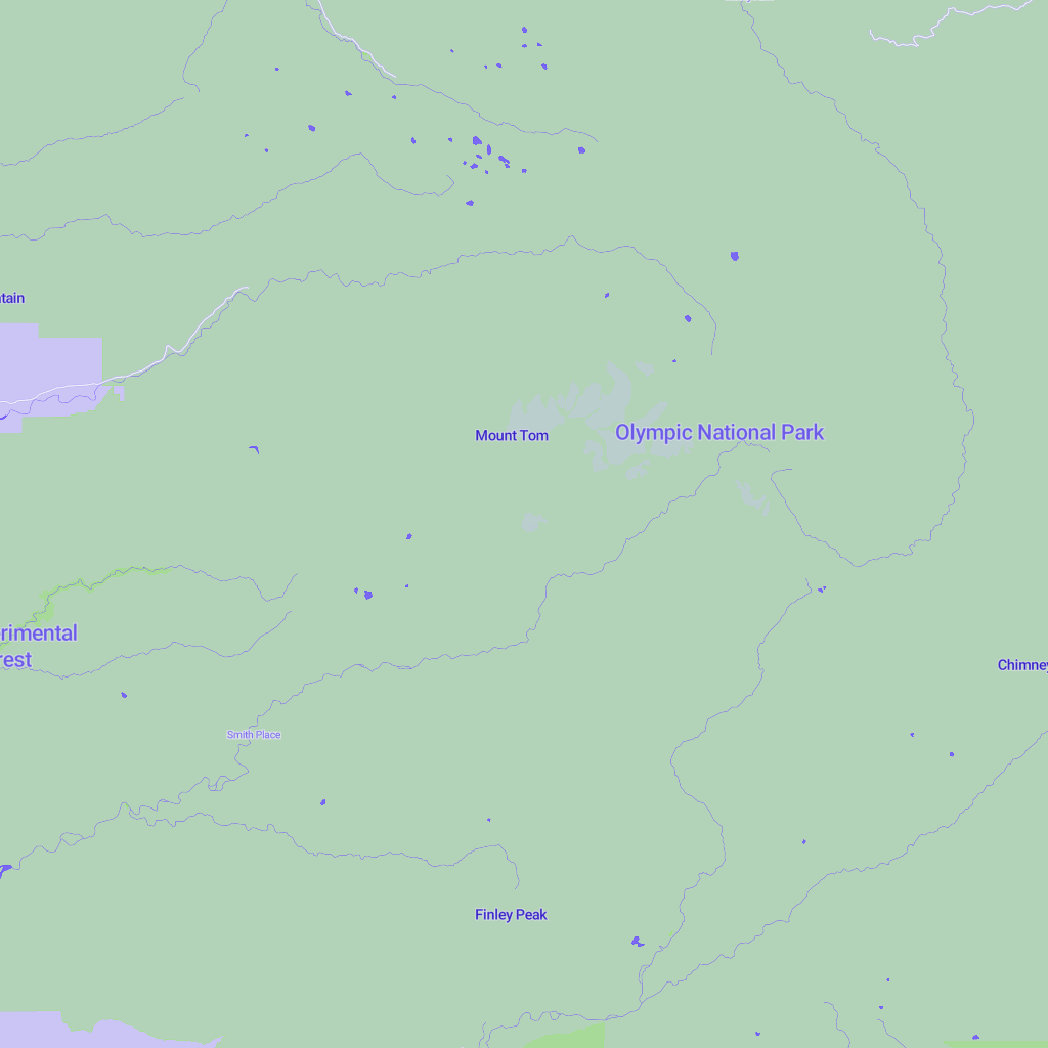 tain
Mount Tom
Olympic National Park
rimental
rest
Chimney
Smith Place
Finley Peak